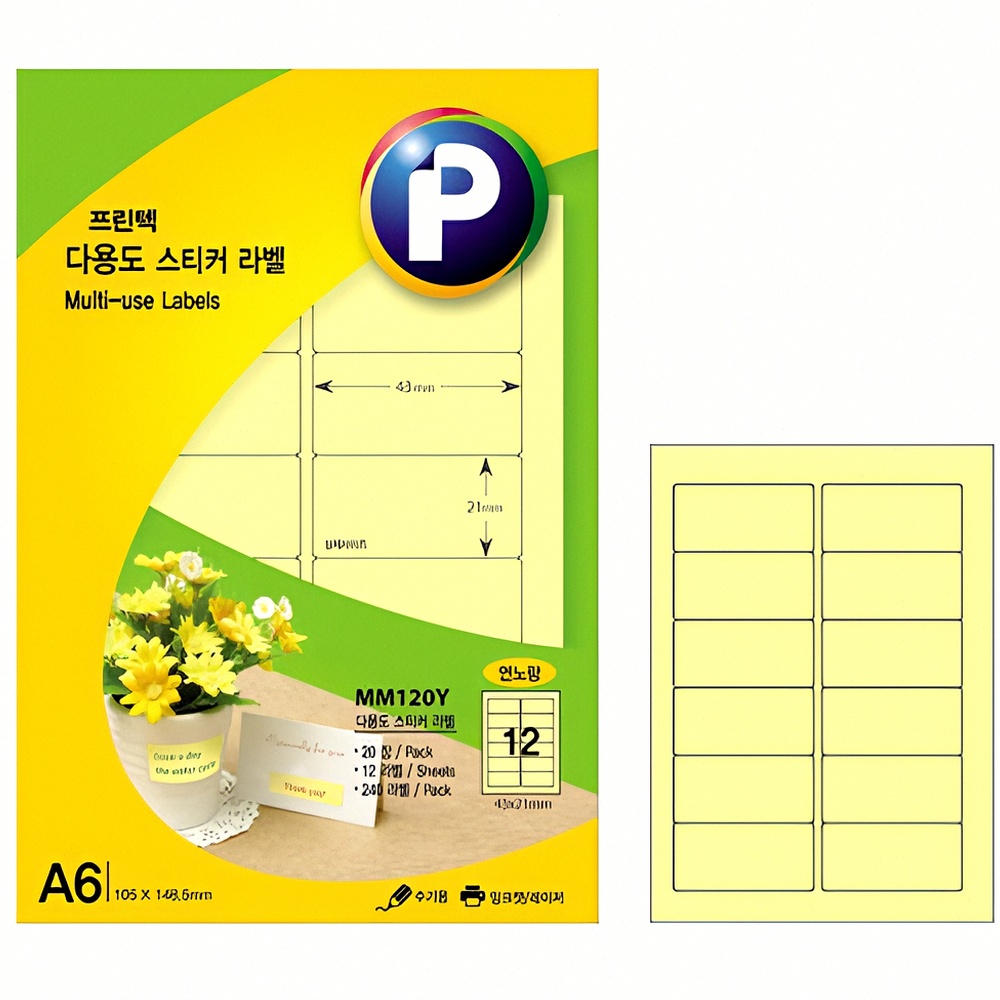 P
프린텍
다용도 스티커 라벨
Multi-use Labels
43 mm
21mm
연노랑
MM120Y
다용도 스티커 라벨
• 20 장 / Pack
• 12 라벨 / Sheets
• 240 라벨 / Pack
12
43x21mm
A6
105 X 148.5mm
수기용
잉크젯/레이저